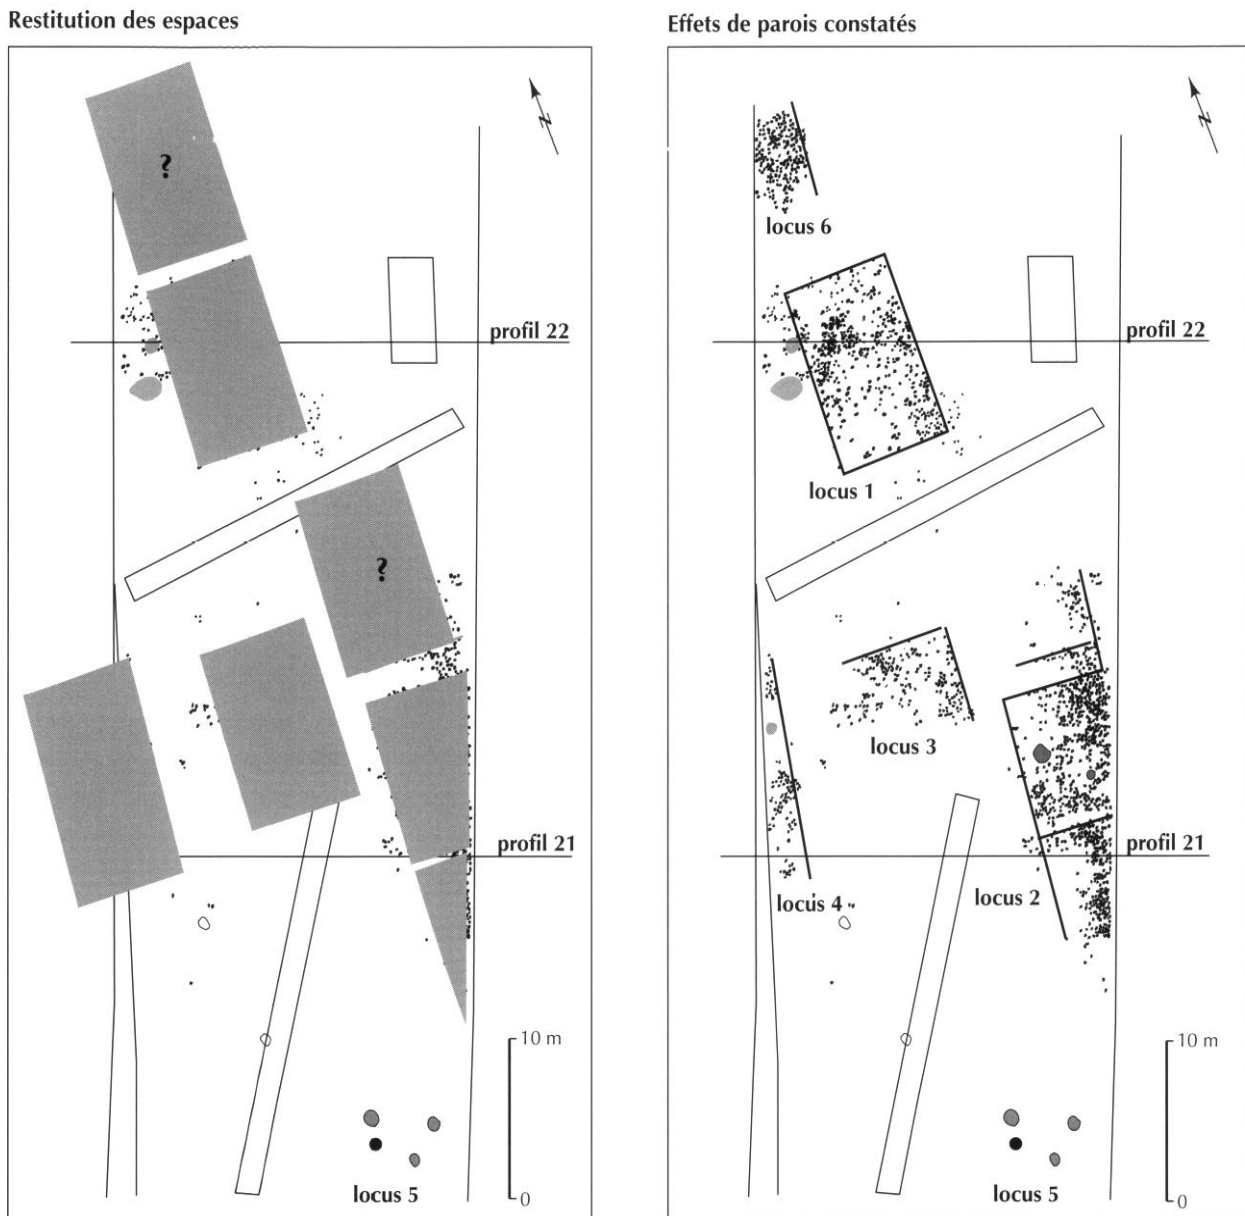 Restitution des espaces
N
?
profil 22
?
profil 21
10 m
0
locus 5
Effets de parois constatés
N
locus 6
profil 22
locus 1
locus 3
profil 21
locus 4
locus 2
10 m
0
locus 5